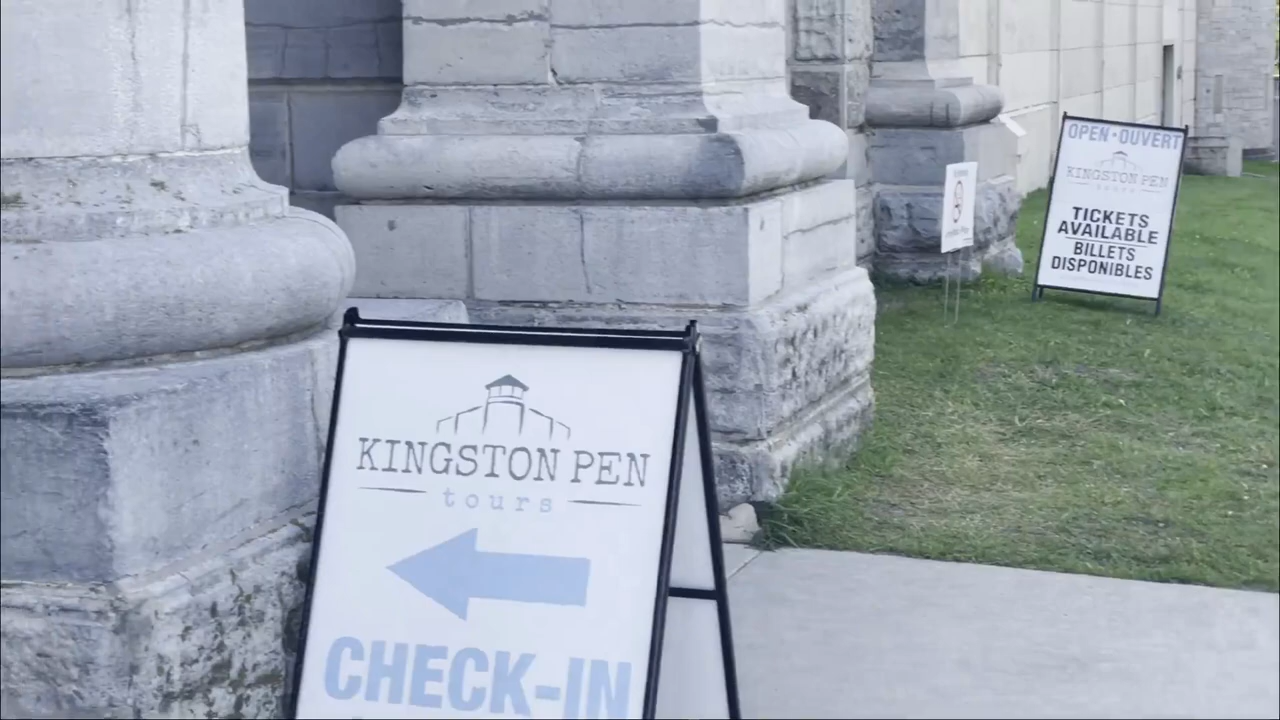 KINGSTON PEN
tours
CHECK-IN
OPEN • OUVERT
KINGSTON PEN
TICKETS
AVAILABLE
BILLETS
DISPONIBLES